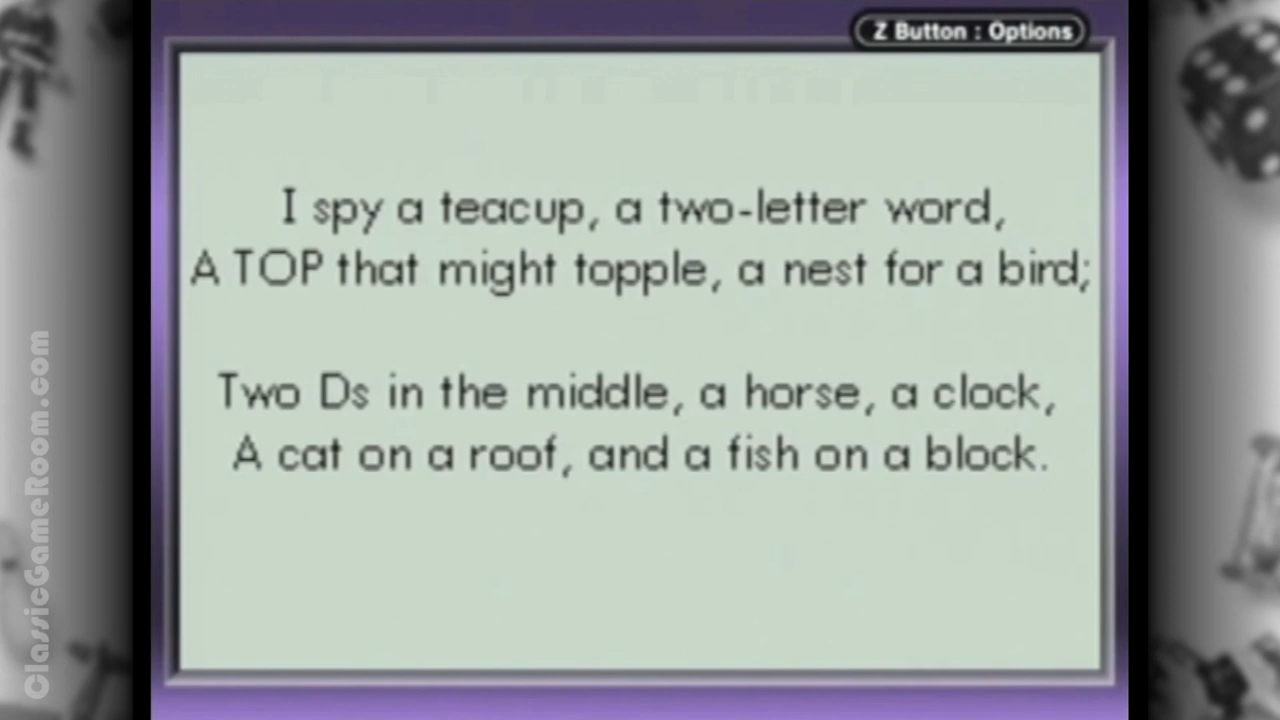 Z Button : Options
I spy a teacup, a two-letter word,
A TOP that might topple, a nest for a bird;
Two Ds in the middle, a horse, a clock,
A cat on a roof, and a fish on a block.
ClassicGameRoom.com